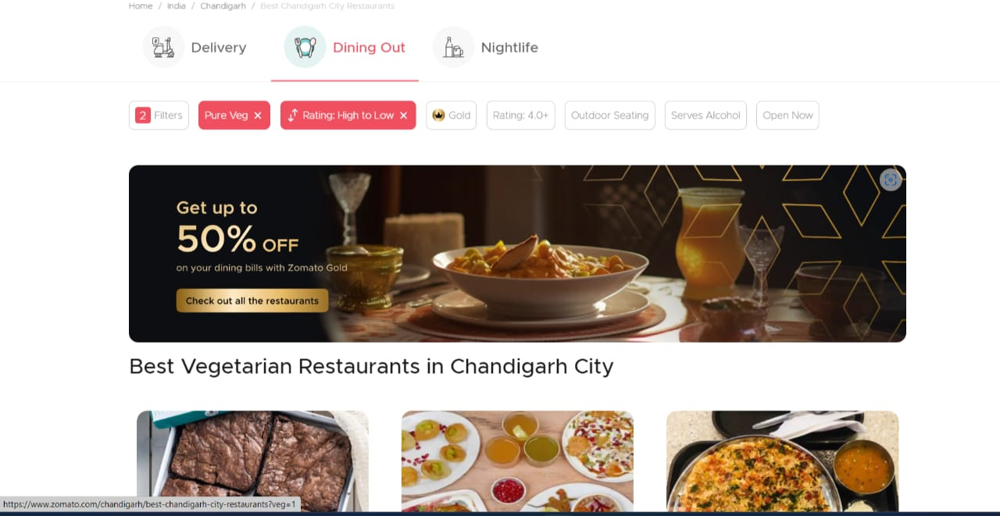 Home / India / Chandigarh / Best Chandigarh City Restaurants
Delivery
Dining Out
Nightlife
2 Filters
Pure Veg ×
Rating: High to Low ×
Gold
Rating: 4.0+
Outdoor Seating
Serves Alcohol
Open Now
Get up to
50% OFF
on your dining bills with Zomato Gold
Check out all the restaurants
Best Vegetarian Restaurants in Chandigarh City
https://www.zomato.com/chandigarh/best-chandigarh-city-restaurants?veg=1